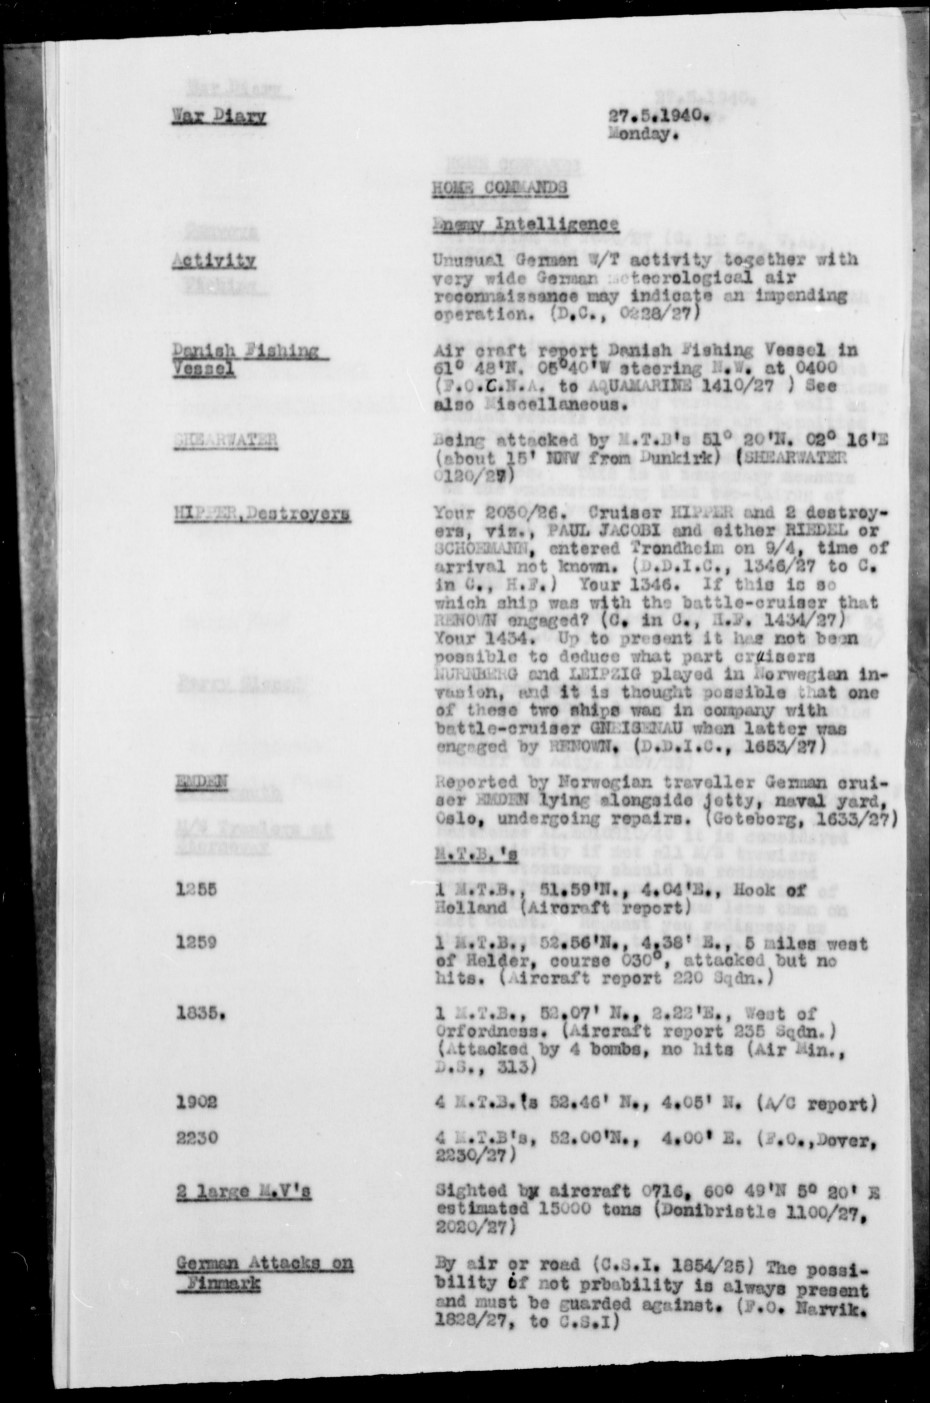 War Diary
27.5.1940.
Monday.
HOME COMMANDS
Enemy Intelligence
Activity
Unusual German W/T activity together with
very wide German meteorological air
reconnaissance may indicate an impending
operation. (D.C., 0228/27)
Danish Fishing
Vessel
Air craft report Danish Fishing Vessel in
61° 48'N. 05°40'W steering N.W. at 0400
(F.O.C.N.A. to AQUAMARINE 1410/27 ) See
also Miscellaneous.
SHEARWATER
Being attacked by M.T.B's 51° 20'N. 02° 16'E
(about 15' NNW from Dunkirk) (SHEARWATER
0120/27)
HIPPER,Destroyers
Your 2030/26. Cruiser HIPPER and 2 destroy-
ers, viz., PAUL JACOBI and either RIEDEL or
SCHOEMANN, entered Trondheim on 9/4, time of
arrival not known. (D.D.I.C., 1346/27 to C.
in C., H.F.) Your 1346. If this is so
which ship was with the battle-cruiser that
RENOWN engaged? (C. in C., H.F. 1434/27)
Your 1434. Up to present it has not been
possible to deduce what part cruisers
NURNBERG and LEIPZIG played in Norwegian in-
vasion, and it is thought possible that one
of these two ships was in company with
battle-cruiser GNEISENAU when latter was
engaged by RENOWN. (D.D.I.C., 1653/27)
EMDEN
Reported by Norwegian traveller German crui-
ser EMDEN lying alongside jetty, naval yard,
Oslo, undergoing repairs. (Goteborg, 1633/27)
M.T.B.'s
1255
1 M.T.B., 51.59'N., 4.04'E., Hook of
Holland (Aircraft report)
1259
1 M.T.B., 52.56'N., 4.38' E., 5 miles west
of Helder, course 030°, attacked but no
hits. (Aircraft report 220 Sqdn.)
1835.
1 M.T.B., 52.07' N., 2.22'E., West of
Orfordness. (Aircraft report 235 Sqdn.)
(Attacked by 4 bombs, no hits (Air Min.,
D.S., 313)
1902
4 M.T.B.'s 52.46' N., 4.05' N. (A/C report)
2230
4 M.T.B's, 52.00'N., 4.00' E. (F.O.,Dover,
2230/27)
2 large M.V's
Sighted by aircraft 0716, 60° 49'N 5° 20' E
estimated 15000 tons (Donibristle 1100/27,
2020/27)
German Attacks on
Finmark
By air or road (C.S.I. 1854/25) The possi-
bility of not prbability is always present
and must be guarded against. (F.O. Narvik.
1828/27, to C.S.I)